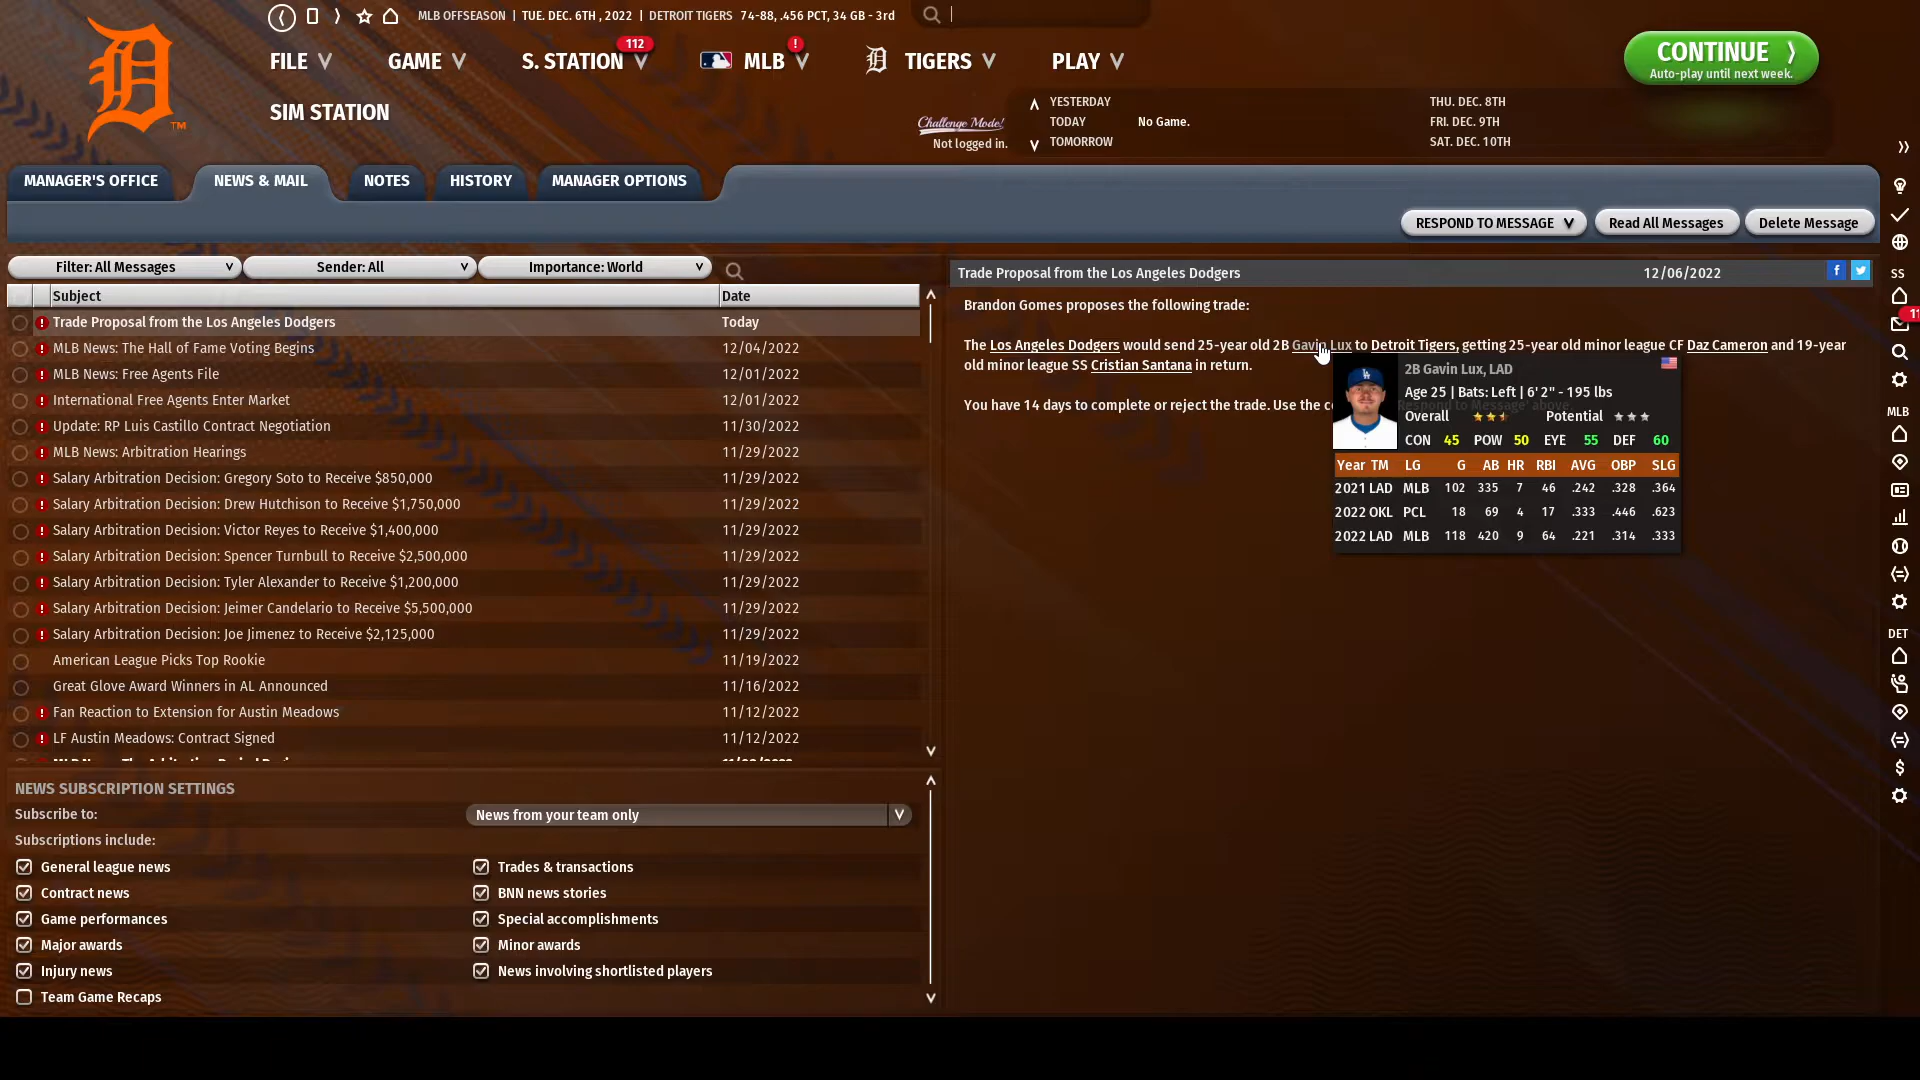 MLB OFFSEASON | TUE. DEC. 6TH , 2022 | DETROIT TIGERS 74-88, .456 PCT, 34 GB - 3rd
FILE GAME S. STATION 112 MLB ! TIGERS PLAY
CONTINUE
Auto-play until next week.
SIM STATION
Challenge Mode!
Not logged in.
YESTERDAY
TODAY No Game.
TOMORROW
THU. DEC. 8TH
FRI. DEC. 9TH
SAT. DEC. 10TH
MANAGER'S OFFICE NEWS & MAIL NOTES HISTORY MANAGER OPTIONS
RESPOND TO MESSAGE Read All Messages Delete Message
Filter: All Messages Sender: All Importance: World
Subject Date
Trade Proposal from the Los Angeles Dodgers Today
MLB News: The Hall of Fame Voting Begins 12/04/2022
MLB News: Free Agents File 12/01/2022
International Free Agents Enter Market 12/01/2022
Update: RP Luis Castillo Contract Negotiation 11/30/2022
MLB News: Arbitration Hearings 11/29/2022
Salary Arbitration Decision: Gregory Soto to Receive $850,000 11/29/2022
Salary Arbitration Decision: Drew Hutchison to Receive $1,750,000 11/29/2022
Salary Arbitration Decision: Victor Reyes to Receive $1,400,000 11/29/2022
Salary Arbitration Decision: Spencer Turnbull to Receive $2,500,000 11/29/2022
Salary Arbitration Decision: Tyler Alexander to Receive $1,200,000 11/29/2022
Salary Arbitration Decision: Jeimer Candelario to Receive $5,500,000 11/29/2022
Salary Arbitration Decision: Joe Jimenez to Receive $2,125,000 11/29/2022
American League Picks Top Rookie 11/19/2022
Great Glove Award Winners in AL Announced 11/16/2022
Fan Reaction to Extension for Austin Meadows 11/12/2022
LF Austin Meadows: Contract Signed 11/12/2022
Trade Proposal from the Los Angeles Dodgers 12/06/2022
Brandon Gomes proposes the following trade:
The Los Angeles Dodgers would send 25-year old 2B Gavin Lux to Detroit Tigers, getting 25-year old minor league CF Daz Cameron and 19-year
old minor league SS Cristian Santana in return.
You have 14 days to complete or reject the trade. Use the
2B Gavin Lux, LAD
Age 25 | Bats: Left | 6' 2" - 195 lbs
Overall Potential
CON 45 POW 50 EYE 55 DEF 60
Year TM LG G AB HR RBI AVG OBP SLG
2021 LAD MLB 102 335 7 46 .242 .328 .364
2022 OKL PCL 18 69 4 17 .333 .446 .623
2022 LAD MLB 118 420 9 64 .221 .314 .333
NEWS SUBSCRIPTION SETTINGS
Subscribe to: News from your team only
Subscriptions include:
General league news Trades & transactions
Contract news BNN news stories
Game performances Special accomplishments
Major awards Minor awards
Injury news News involving shortlisted players
Team Game Recaps
SS
MLB
DET